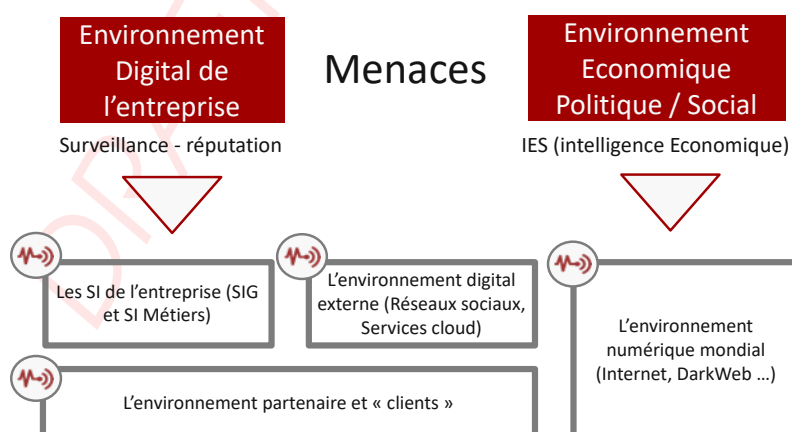 Environnement
Digital de
l'entreprise
Menaces
Environnement
Economique
Politique / Social
Surveillance - réputation
IES (intelligence Economique)
Les SI de l'entreprise (SIG
et SI Métiers)
L'environnement digital
externe (Réseaux sociaux,
Services cloud)
L'environnement
numérique mondial
(Internet, DarkWeb ...)
L'environnement partenaire et « clients »